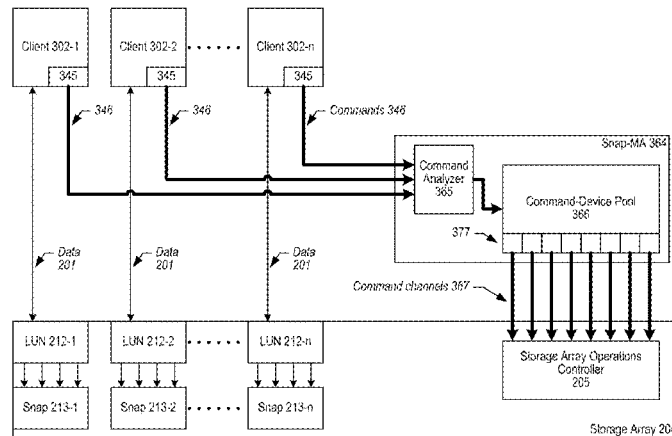 Client 302-1
Client 302-2
Client 302-n
345
345
345
346
346
Commands 346
Snap-MA 364
Command
Analyzer
365
Command-Device Pool
366
377
Data
201
Data
201
Data
201
Command channels 367
LUN 212-1
LUN 212-2
LUN 212-n
Storage Array Operations
Controller
205
Snap 213-1
Snap 213-2
Snap 213-n
Storage Array